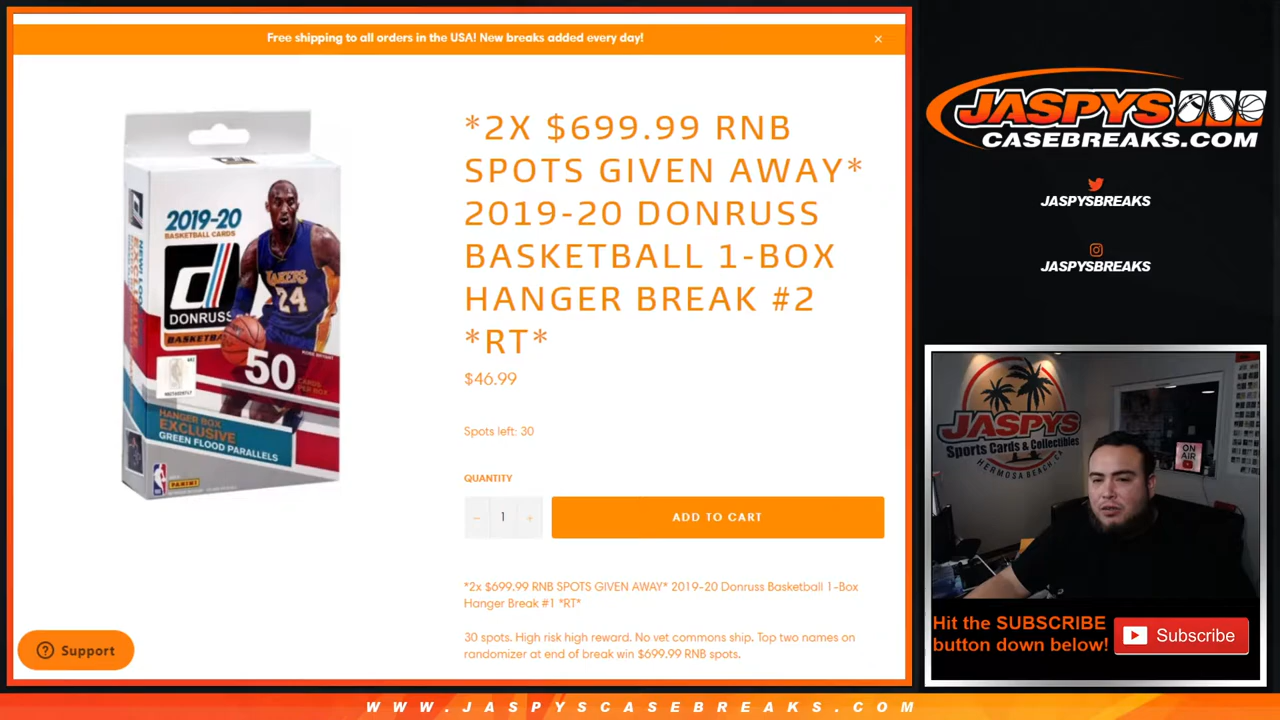 Free shipping to all orders in the USA! New breaks added every day!
×
*2X $699.99 RNB
SPOTS GIVEN AWAY*
2019-20 DONRUSS
BASKETBALL 1-BOX
HANGER BREAK #2
*RT*
$46.99
Spots left: 30
QUANTITY
− 1 +
ADD TO CART
*2x $699.99 RNB SPOTS GIVEN AWAY* 2019-20 Donruss Basketball 1-Box
Hanger Break #1 *RT*
30 spots. High risk high reward. No vet commons ship. Top two names on
randomizer at end of break win $699.99 RNB spots.
2019-20
BASKETBALL CARDS
d
DONRUSS
LAKERS
24
50
CARDS
PER BOX
HANGER BOX
EXCLUSIVE
GREEN FLOOD PARALLELS
PANINI
Support
JASPYS
CASEBREAKS.COM
JASPYSBREAKS
JASPYSBREAKS
JASPYS
Sports Cards & Collectibles
HERMOSA BEACH, CA
ON
AIR
Hit the SUBSCRIBE
button down below!
Subscribe
WWW.JASPYSCASEBREAKS.COM